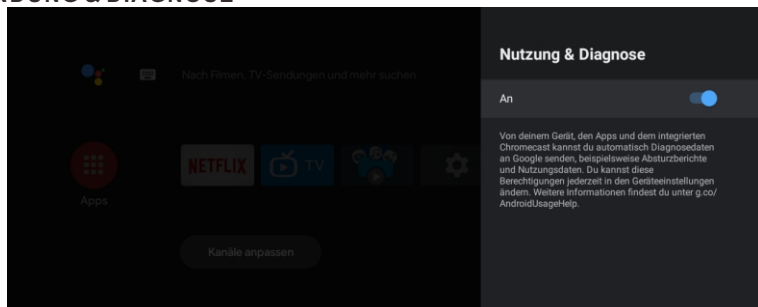 Nutzung & Diagnose
Nach Filmen, TV-Sendungen und mehr suchen
An
Von deinem Gerät, den Apps und dem integrierten
Chromecast kannst du automatisch Diagnosedaten
an Google senden, beispielsweise Absturzberichte
und Nutzungsdaten. Du kannst diese
Berechtigungen jederzeit in den Geräteeinstellungen
ändern. Weitere Informationen findest du unter g.co/
AndroidUsageHelp.
NETFLIX
TV
Apps
Kanäle anpassen